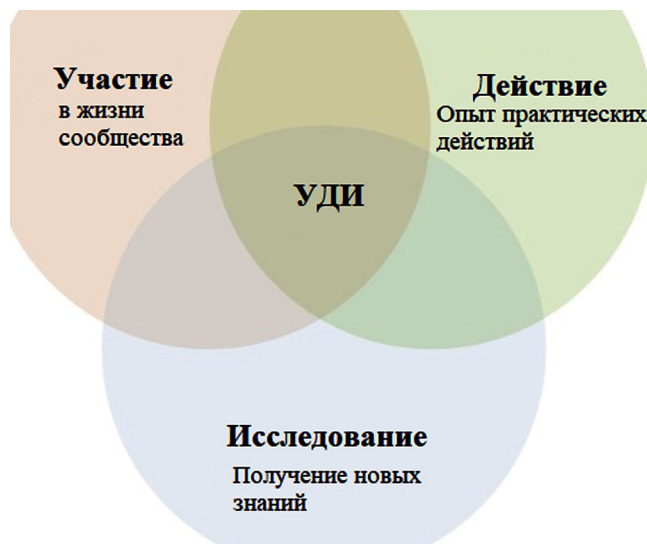 Участие
в жизни
сообщества
Действие
Опыт практических
действий
УДИ
Исследование
Получение новых
знаний